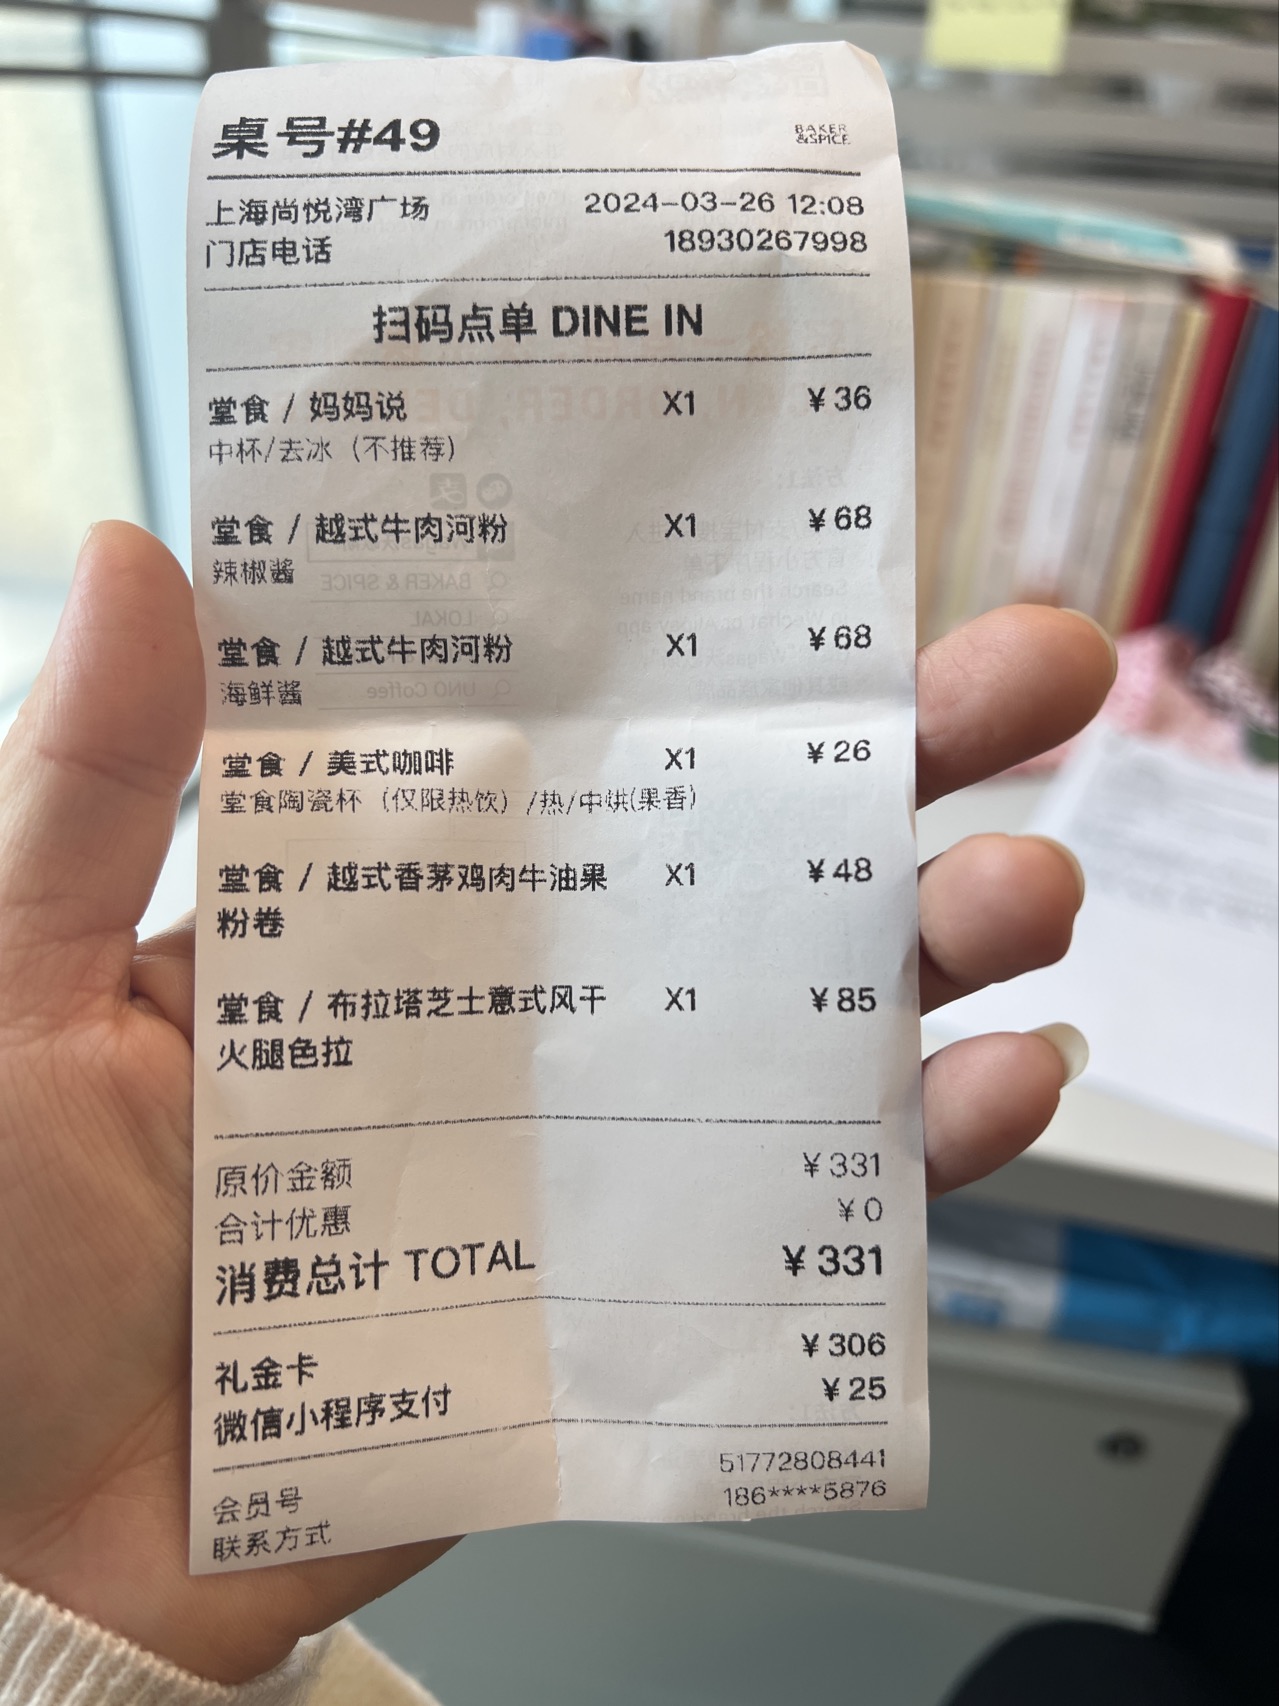 桌号#49
BAKER
&SPICE
上海尚悦湾广场 2024-03-26 12:08
门店电话 18930267998
扫码点单 DINE IN
堂食 / 妈妈说 X1 ¥36
中杯/去冰（不推荐）
堂食 / 越式牛肉河粉 X1 ¥68
辣椒酱
堂食 / 越式牛肉河粉 X1 ¥68
海鲜酱
堂食 / 美式咖啡 X1 ¥26
堂食陶瓷杯（仅限热饮）/热/中烘(果香)
堂食 / 越式香茅鸡肉牛油果 X1 ¥48
粉卷
堂食 / 布拉塔芝士意式风干 X1 ¥85
火腿色拉
原价金额 ¥331
合计优惠 ¥0
消费总计 TOTAL ¥331
礼金卡 ¥306
微信小程序支付 ¥25
会员号 51772808441
联系方式 186****5876